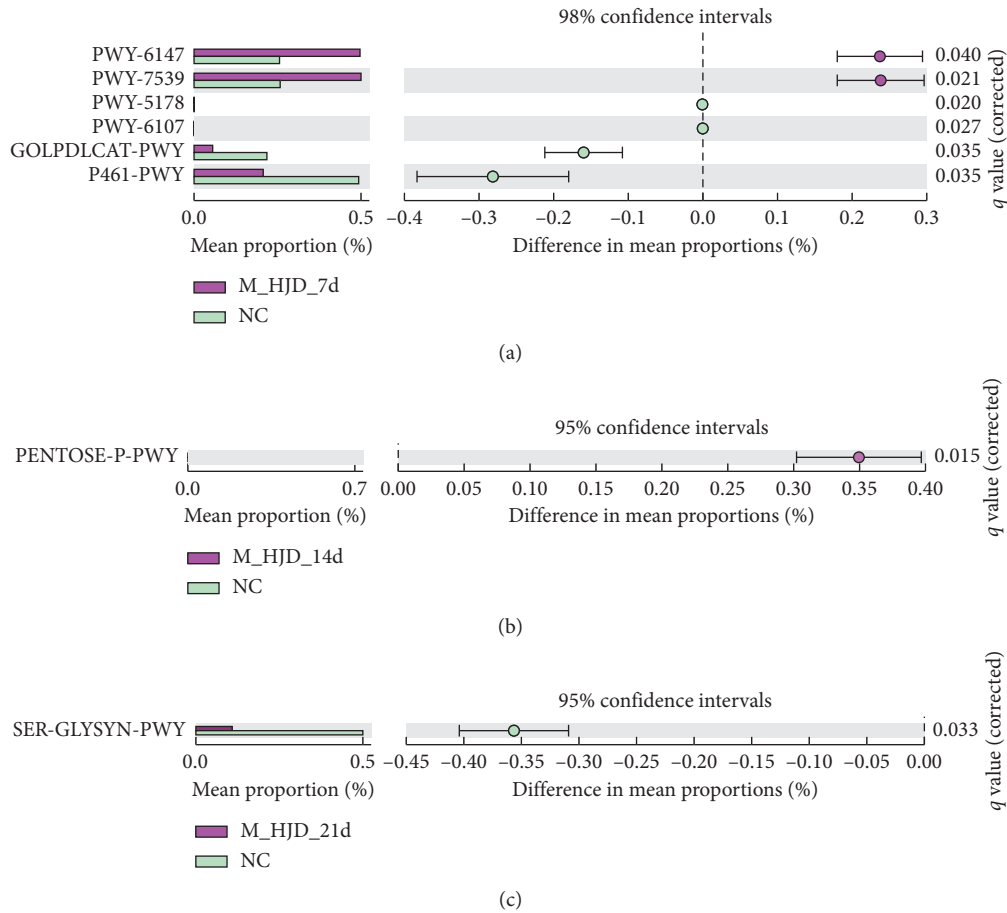 98% confidence intervals
PWY-6147 0.040
PWY-7539 0.021
PWY-5178 0.020
PWY-6107 0.027
GOLPDLCAT-PWY 0.035
P461-PWY 0.035
q value (corrected)
0.0 0.5 –0.4 –0.3 –0.2 –0.1 0.0 0.1 0.2 0.3
Mean proportion (%) Difference in mean proportions (%)
M_HJD_7d
NC
(a)
95% confidence intervals
PENTOSE-P-PWY 0.015
q value (corrected)
0.0 0.7 0.00 0.05 0.10 0.15 0.20 0.25 0.30 0.35 0.40
Mean proportion (%) Difference in mean proportions (%)
M_HJD_14d
NC
(b)
95% confidence intervals
SER-GLYSYN-PWY 0.033
q value (corrected)
0.0 0.5 –0.45 –0.40 –0.35 –0.30 –0.25 –0.20 –0.15 –0.10 –0.05 0.00
Mean proportion (%) Difference in mean proportions (%)
M_HJD_21d
NC
(c)